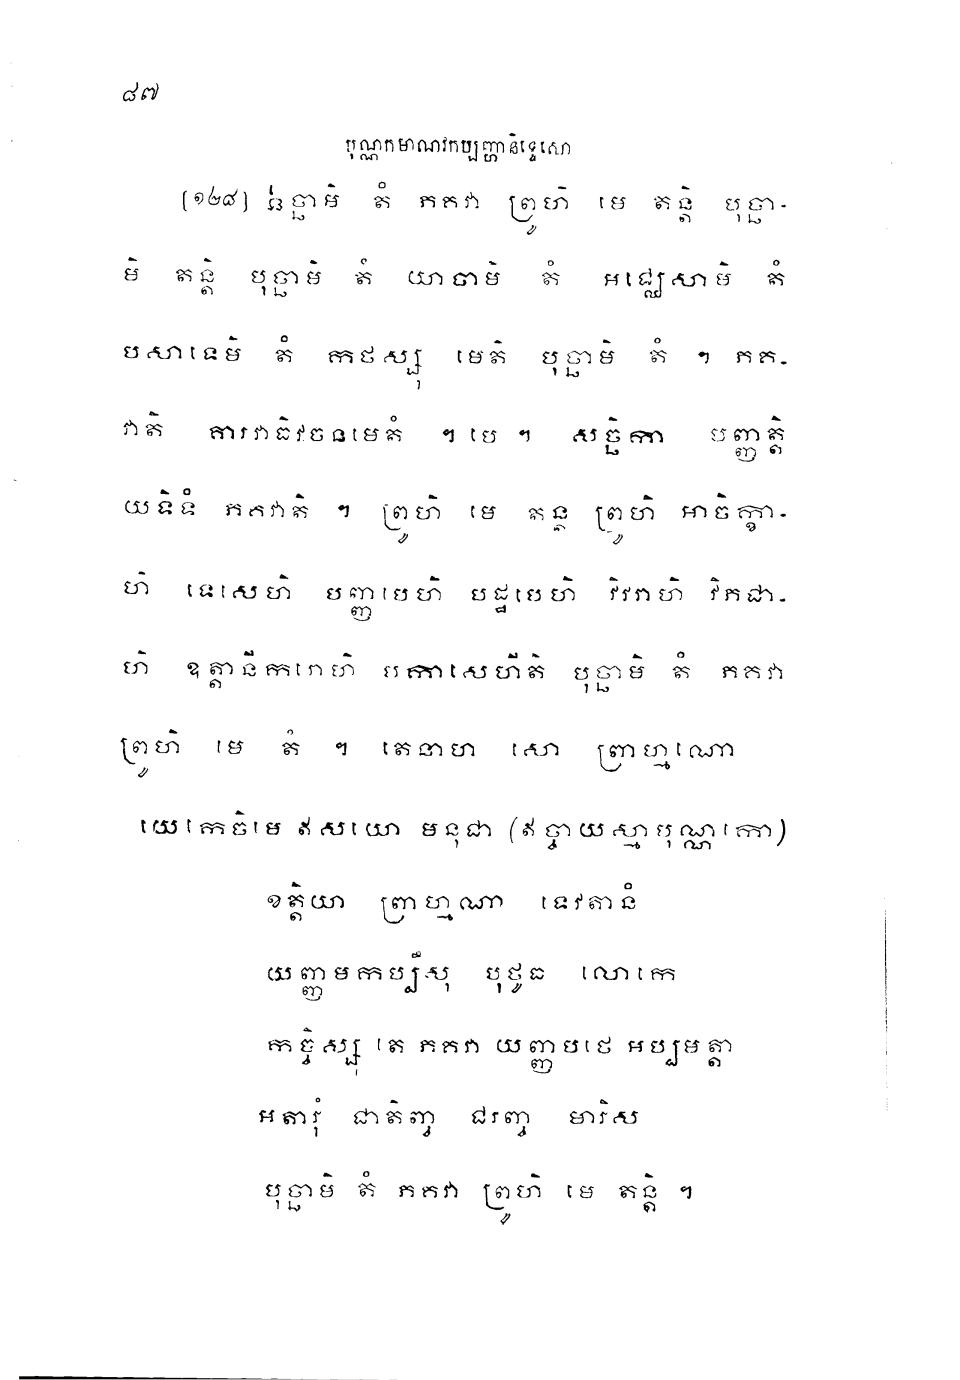 ៨៧
បុណ្ណកមាណវកប្បញ្ហានិទ្ទេសោ
(១២៨) បុច្ឆាមិ តំ ភគវា ព្រូហិ មេ តន្តិ បុច្ឆា-
មិ តន្តិ បុច្ឆាមិ តំ យាចាមិ តំ អជ្ឈេសាមិ តំ
បសាទេមិ តំ កថស្សុ មេតិ បុច្ឆាមិ តំ ។ ភគ-
វាតិ គារវាធិវចនមេតំ ។ បេ ។ សច្ឆិកា បញ្ញត្តិ
យទិទំ ភគវាតិ ។ ព្រូហិ មេ តន្ត ព្រូហិ អាចិក្ខា-
ហិ ទេសេហិ បញ្ញបេហិ បដ្ឋបេហិ វិវរាហិ វិភជា-
ហិ ឧត្តានីករោហិ បកាសេហីតិ បុច្ឆាមិ តំ ភគវា
ព្រូហិ មេ តំ ។ តេនាហ សោ ព្រាហ្មណោ
យេកេចិមេ ឥសយោ មនុជា (ឥច្ចាយស្មា បុណ្ណកោ)
ខត្តិយា ព្រាហ្មណា ទេវតានំ
យញ្ញមកប្បឹសុ បុថូធ លោកេ
កច្ចិស្សុ តេ ភគវា យញ្ញបថេ អប្បមត្តា
អតារុំ ជាតិញ្ច ជរញ្ច មារិស
បុច្ឆាមិ តំ ភគវា ព្រូហិ មេ តន្តិ ។